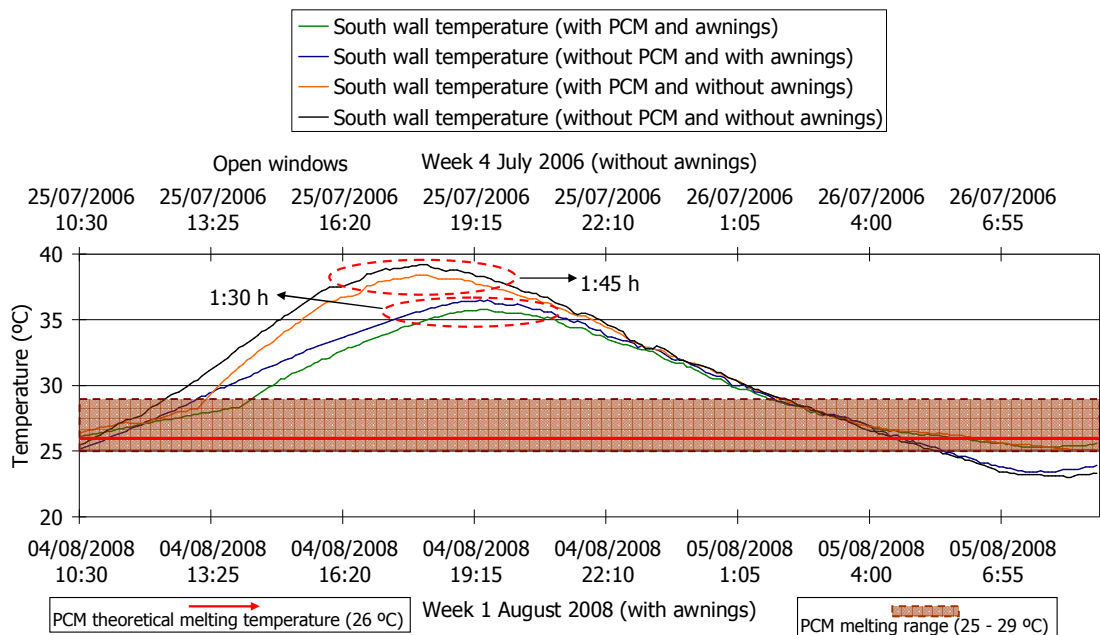 South wall temperature (with PCM and awnings)
South wall temperature (without PCM and with awnings)
South wall temperature (with PCM and without awnings)
South wall temperature (without PCM and without awnings)
Open windows
Week 4 July 2006 (without awnings)
25/07/2006 25/07/2006 25/07/2006 25/07/2006 25/07/2006 26/07/2006 26/07/2006 26/07/2006
10:30 13:25 16:20 19:15 22:10 1:05 4:00 6:55
40
35
30
25
20
Temperature (ºC)
1:30 h
1:45 h
04/08/2008 04/08/2008 04/08/2008 04/08/2008 04/08/2008 05/08/2008 05/08/2008 05/08/2008
10:30 13:25 16:20 19:15 22:10 1:05 4:00 6:55
PCM theoretical melting temperature (26 ºC)
Week 1 August 2008 (with awnings)
PCM melting range (25 - 29 ºC)